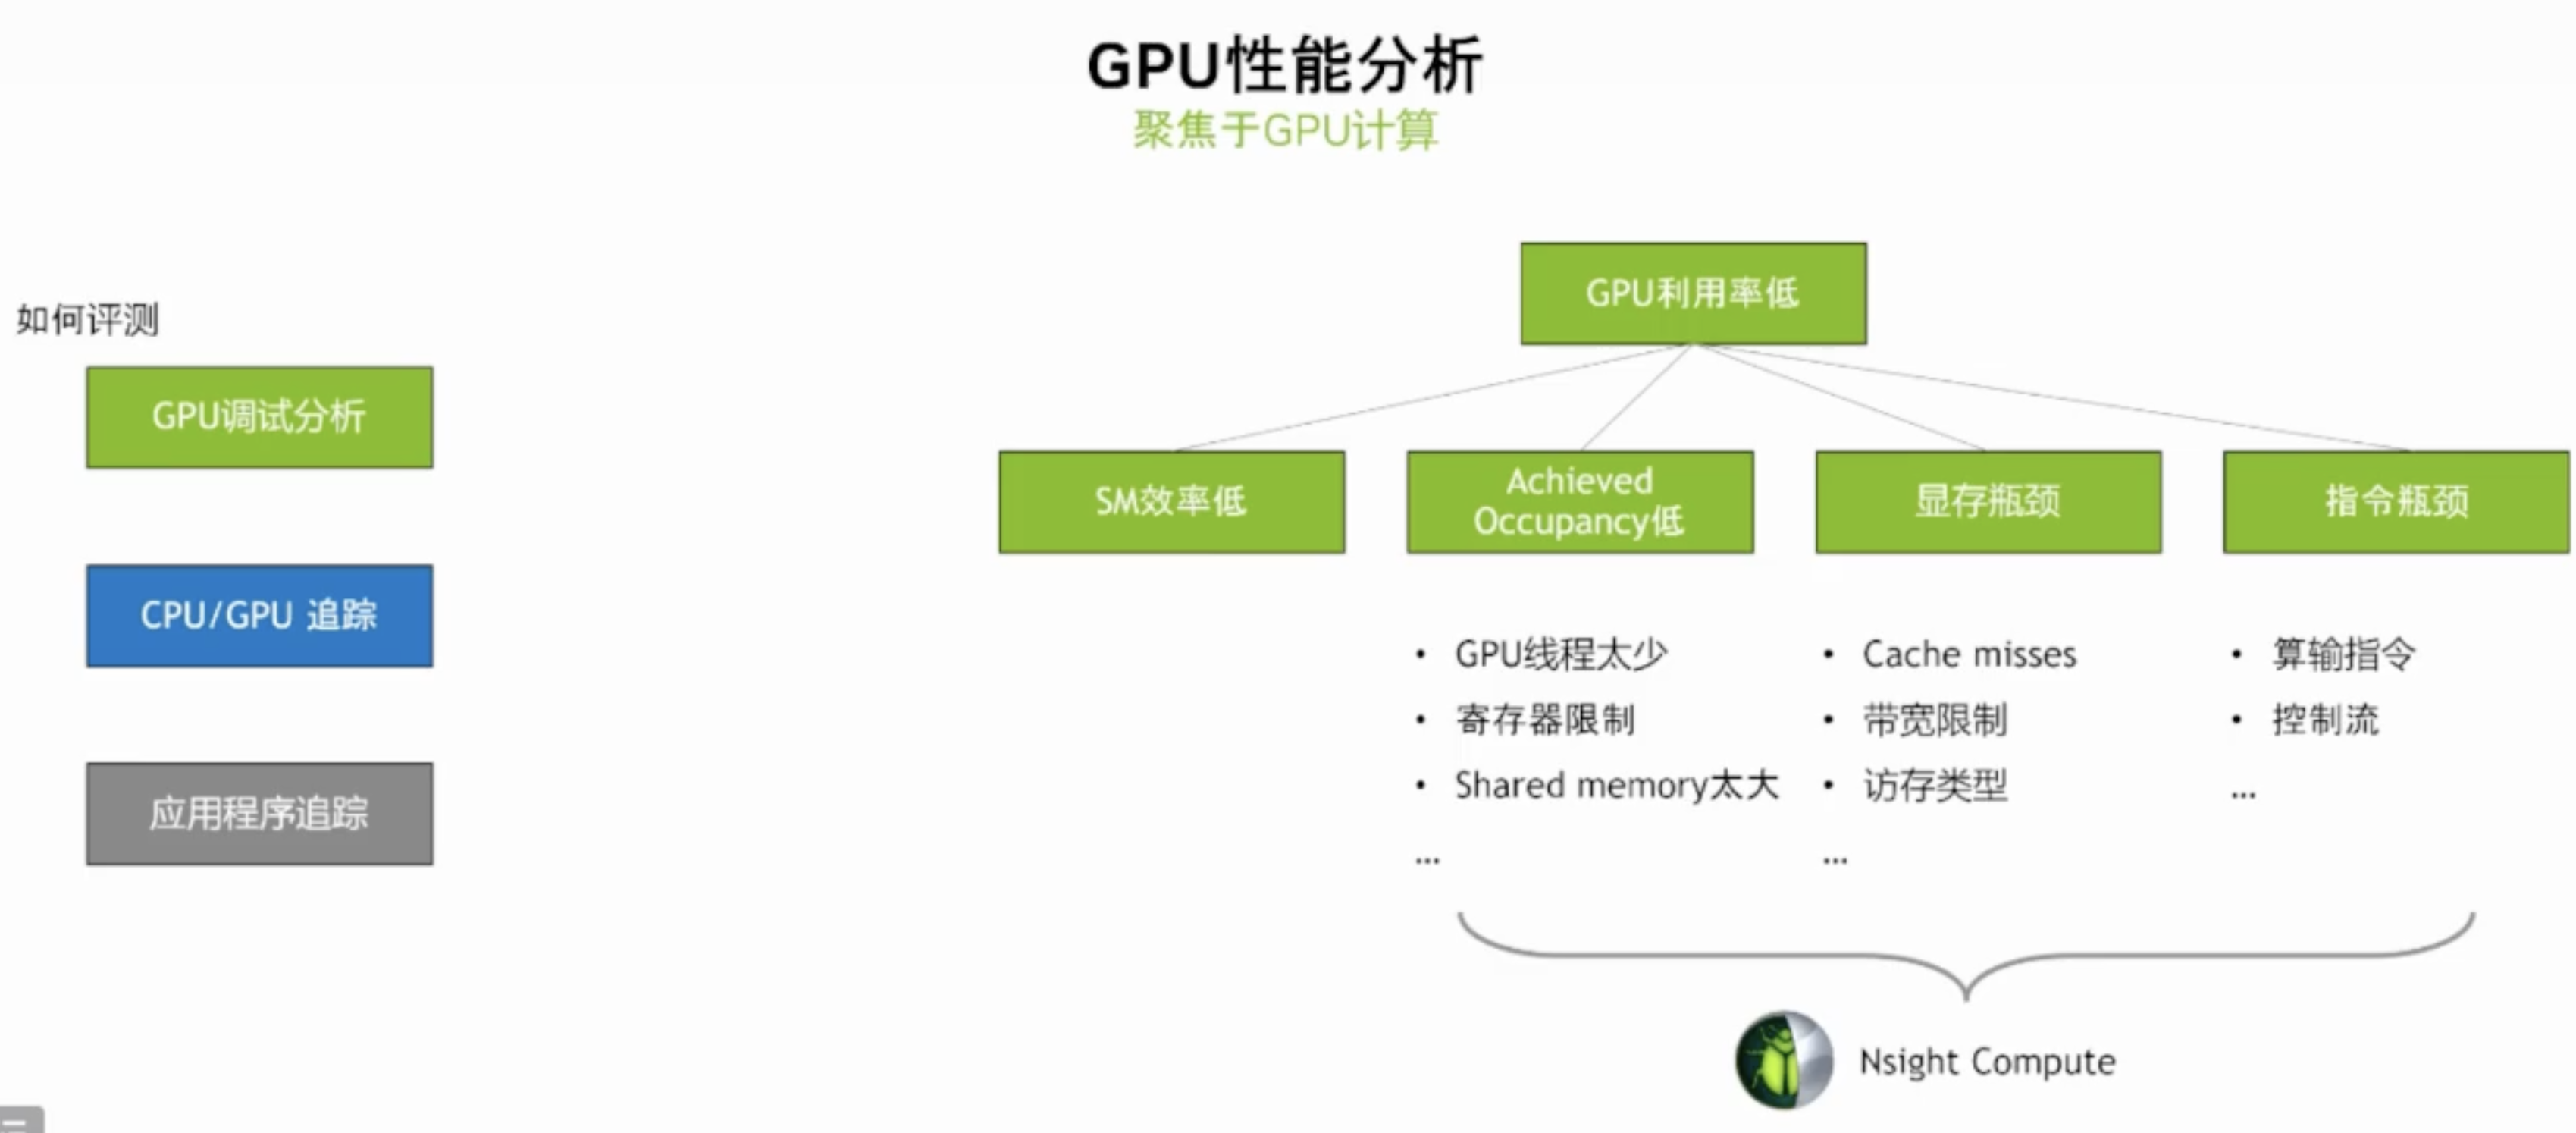 GPU性能分析
聚焦于GPU计算
如何评测
GPU调试分析
CPU/GPU 追踪
应用程序追踪
GPU利用率低
SM效率低
Achieved
Occupancy低
显存瓶颈
指令瓶颈
• GPU线程太少
• 寄存器限制
• Shared memory太大
...
• Cache misses
• 带宽限制
• 访存类型
...
• 算输指令
• 控制流
...
Nsight Compute